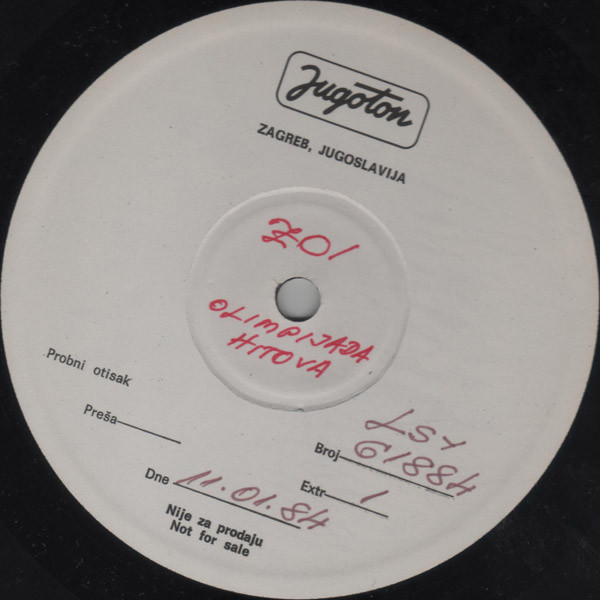 Jugoton
ZAGREB, JUGOSLAVIJA
ZOI
OLIMPIJADA
HITOVA
Probni otisak
Preša
LSY
Broj 61884
Extr. 1
Dne 11.01.84
Nije za prodaju
Not for sale